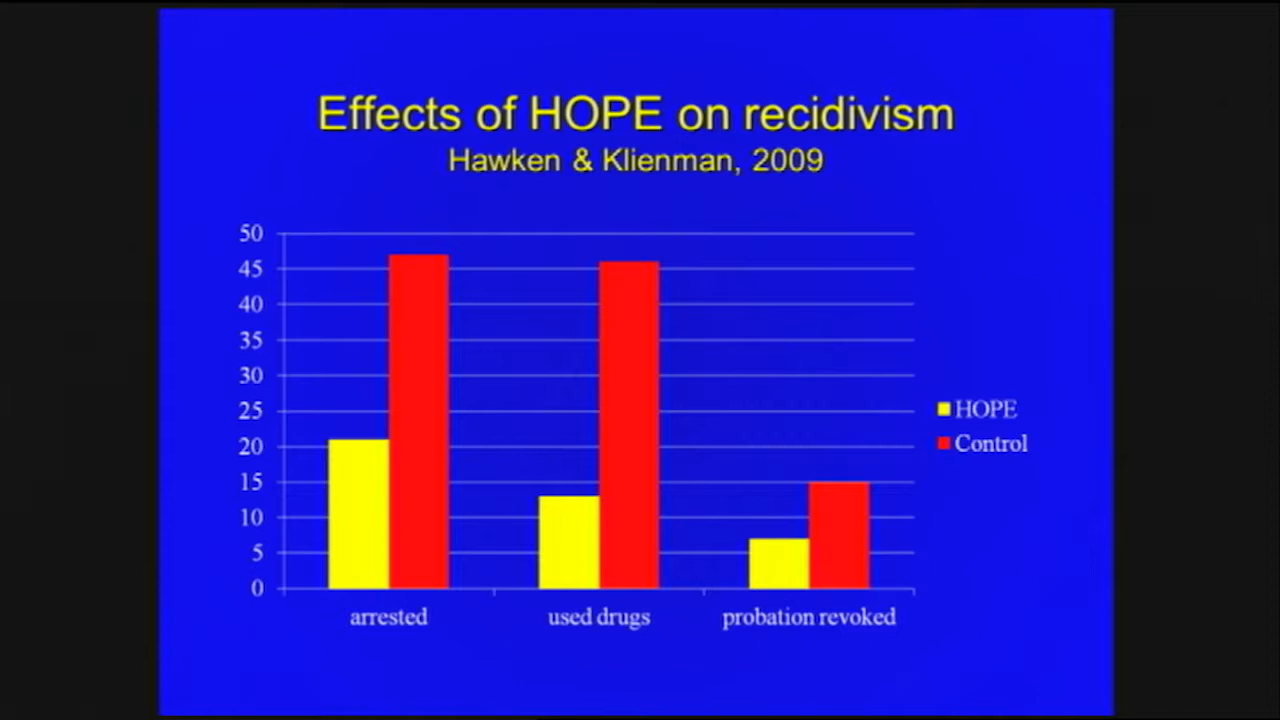 Effects of HOPE on recidivism
Hawken & Klienman, 2009
50
45
40
35
30
25
20
15
10
5
0
arrested
used drugs
probation revoked
HOPE
Control